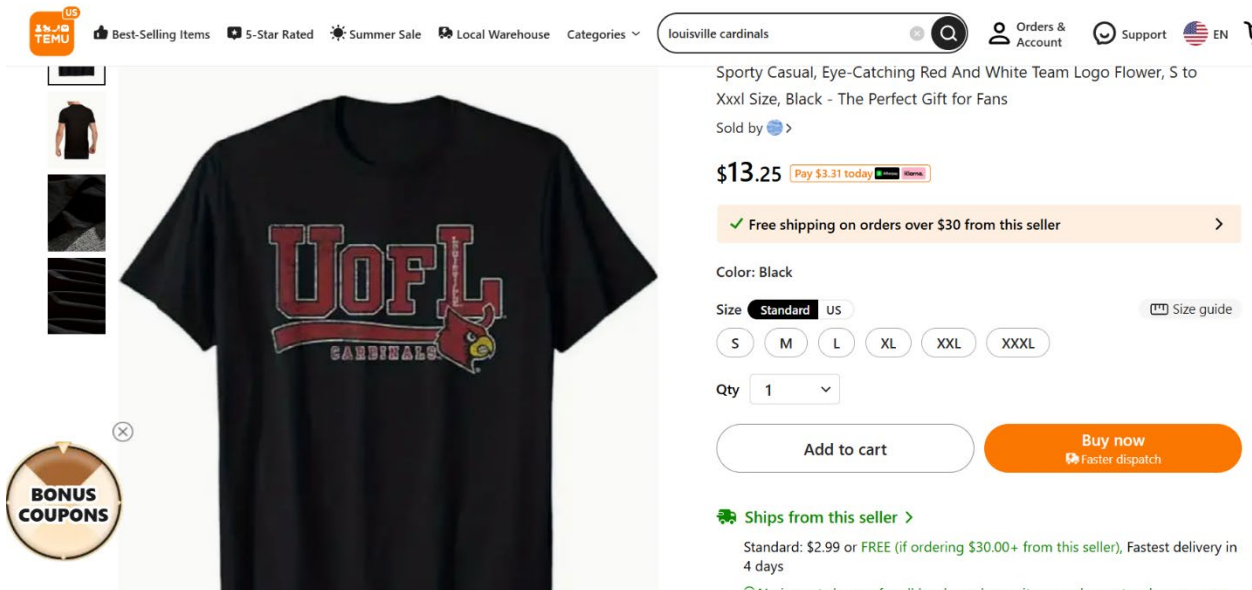 US
TEMU
Best-Selling Items
5-Star Rated
Summer Sale
Local Warehouse
Categories
louisville cardinals
Orders &
Account
Support
EN
Sporty Casual, Eye-Catching Red And White Team Logo Flower, S to
Xxxl Size, Black - The Perfect Gift for Fans
Sold by
$13.25
Pay $3.31 today
Klarna.
Free shipping on orders over $30 from this seller
Color: Black
Size
Standard
US
Size guide
S
M
L
XL
XXL
XXXL
Qty
1
Add to cart
Buy now
Faster dispatch
Ships from this seller
Standard: $2.99 or FREE (if ordering $30.00+ from this seller), Fastest delivery in
4 days
UOFL
CARDINALS
BONUS
COUPONS